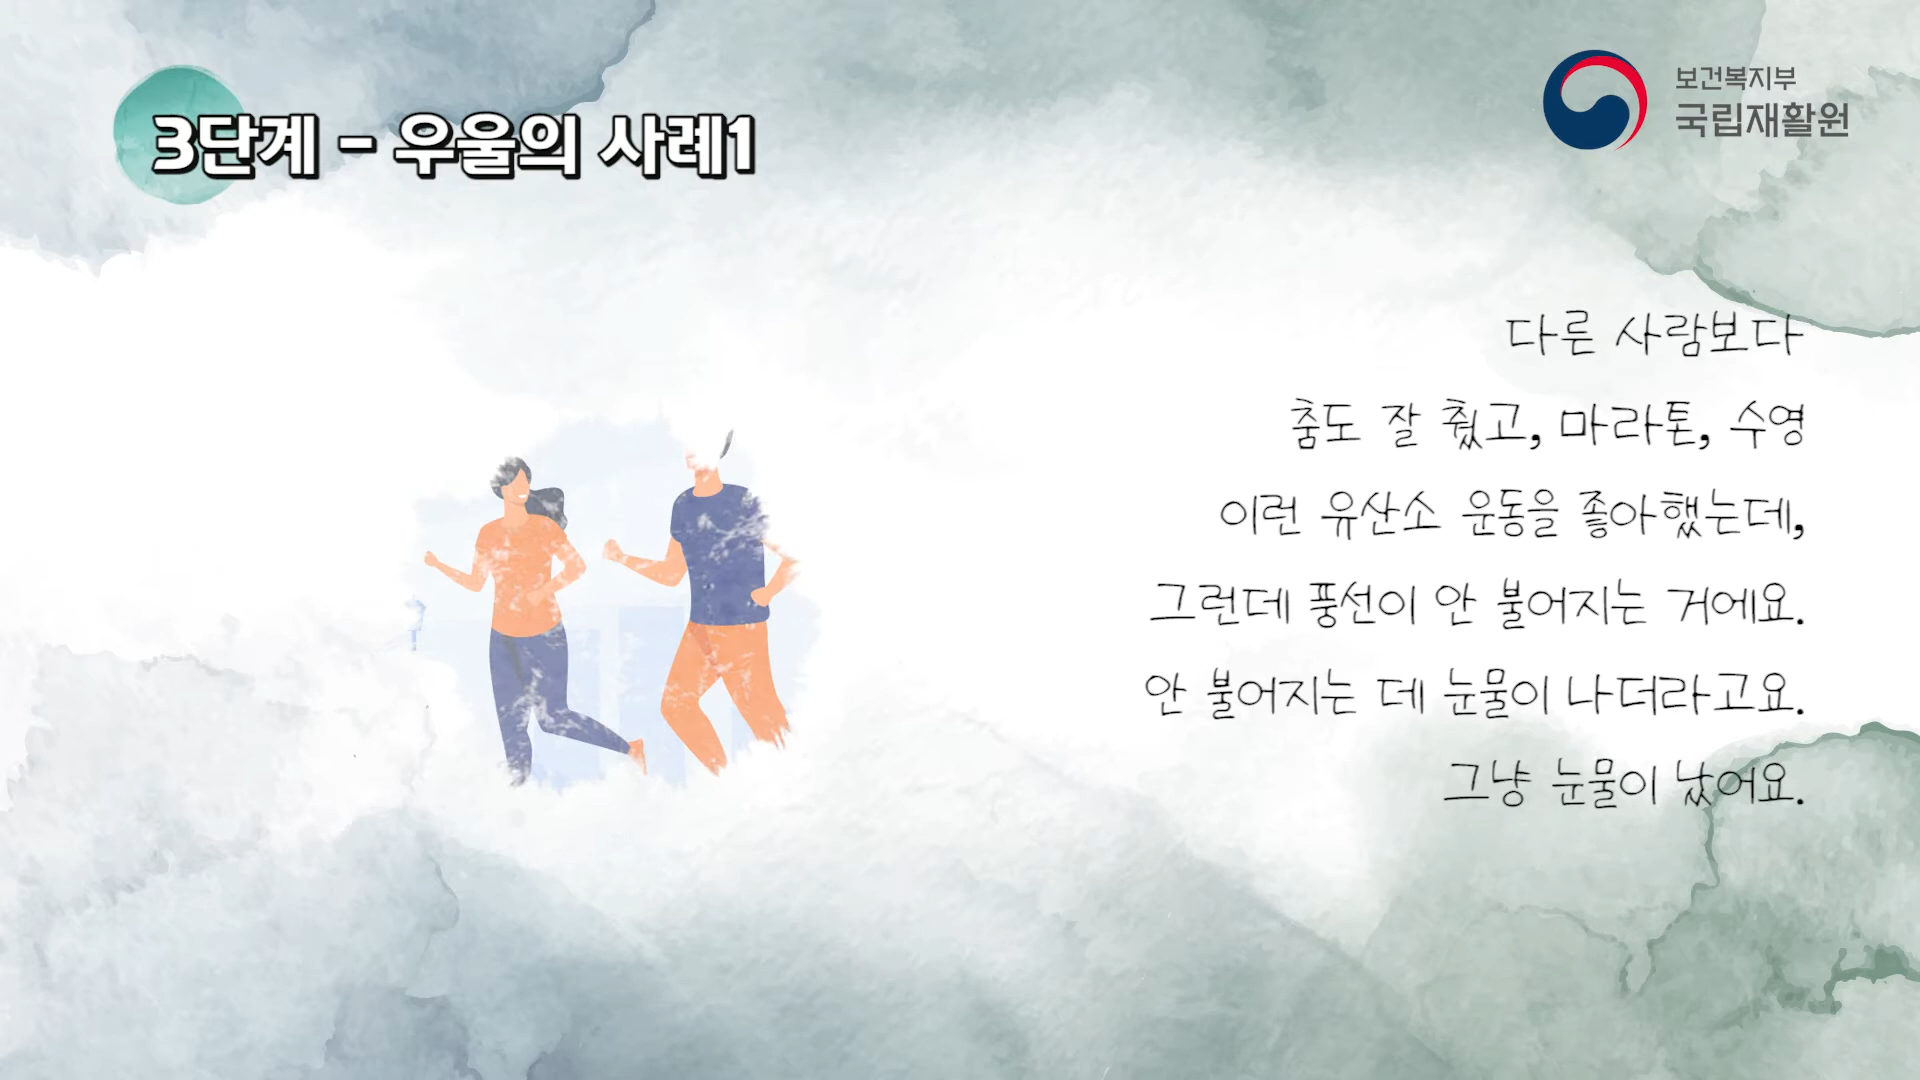 3단계 - 우울의 사례1
보건복지부
국립재활원
다른 사람보다
춤도 잘 췄고, 마라톤, 수영
이런 유산소 운동을 좋아했는데,
그런데 풍선이 안 불어지는 거에요.
안 불어지는 데 눈물이 나더라고요.
그냥 눈물이 났어요.